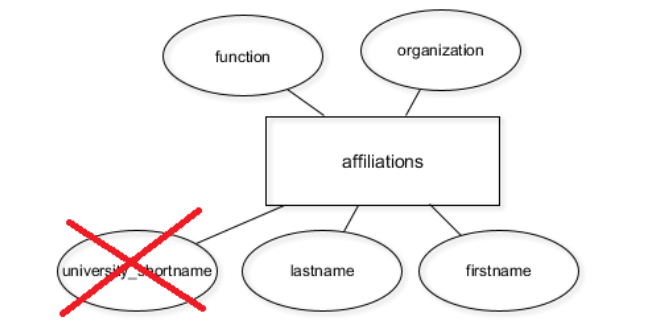 function
organization
affiliations
university_shortname
lastname
firstname